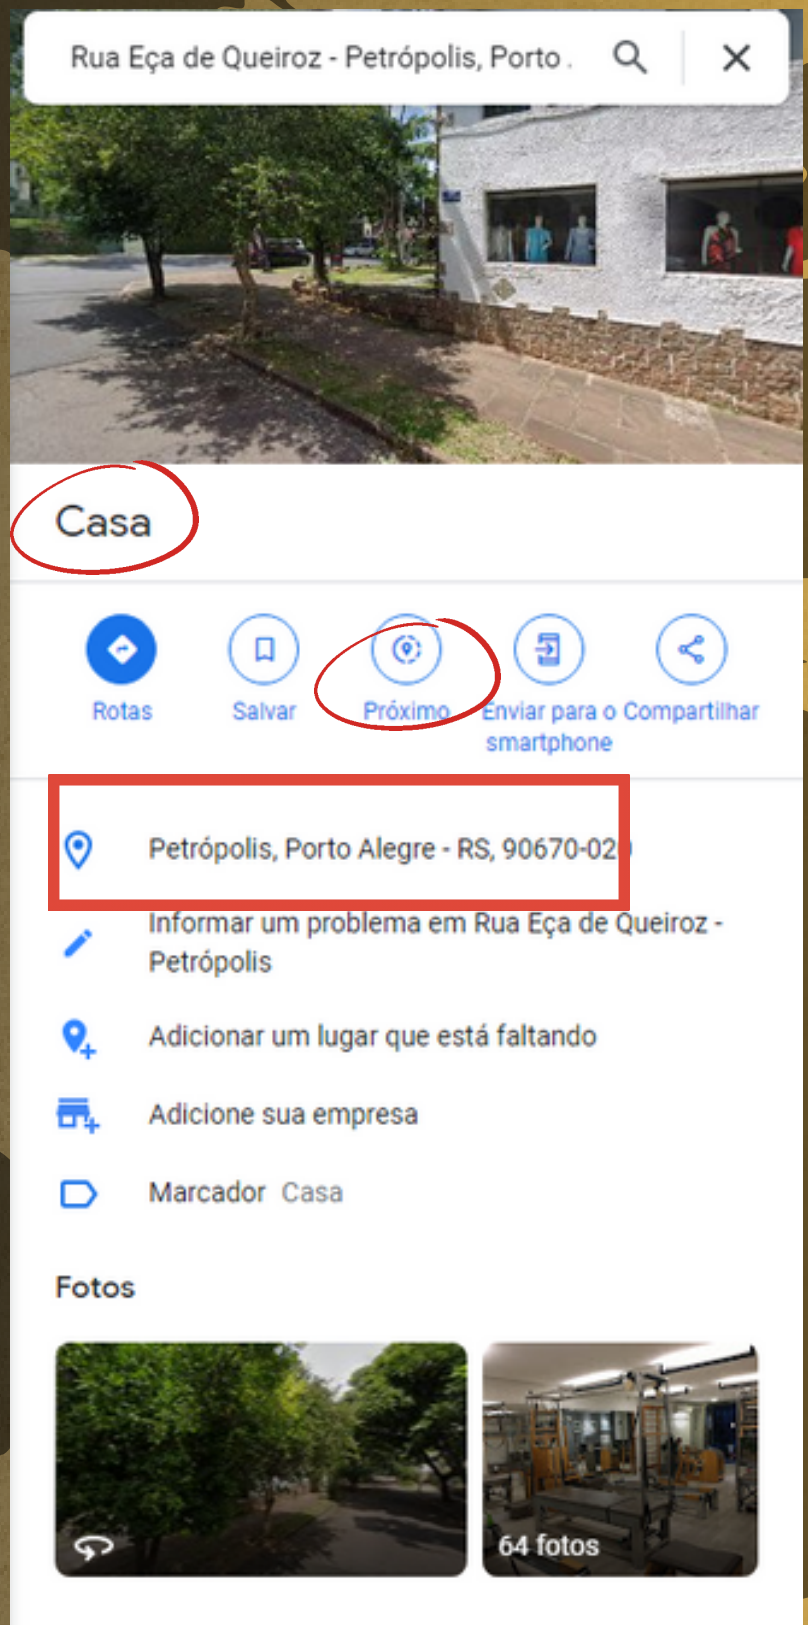 Rua Eça de Queiroz - Petrópolis, Porto .
Casa
Rotas
Salvar
Próximo
Enviar para o
smartphone
Compartilhar
Petrópolis, Porto Alegre - RS, 90670-020
Informar um problema em Rua Eça de Queiroz -
Petrópolis
Adicionar um lugar que está faltando
Adicione sua empresa
Marcador Casa
Fotos
64 fotos